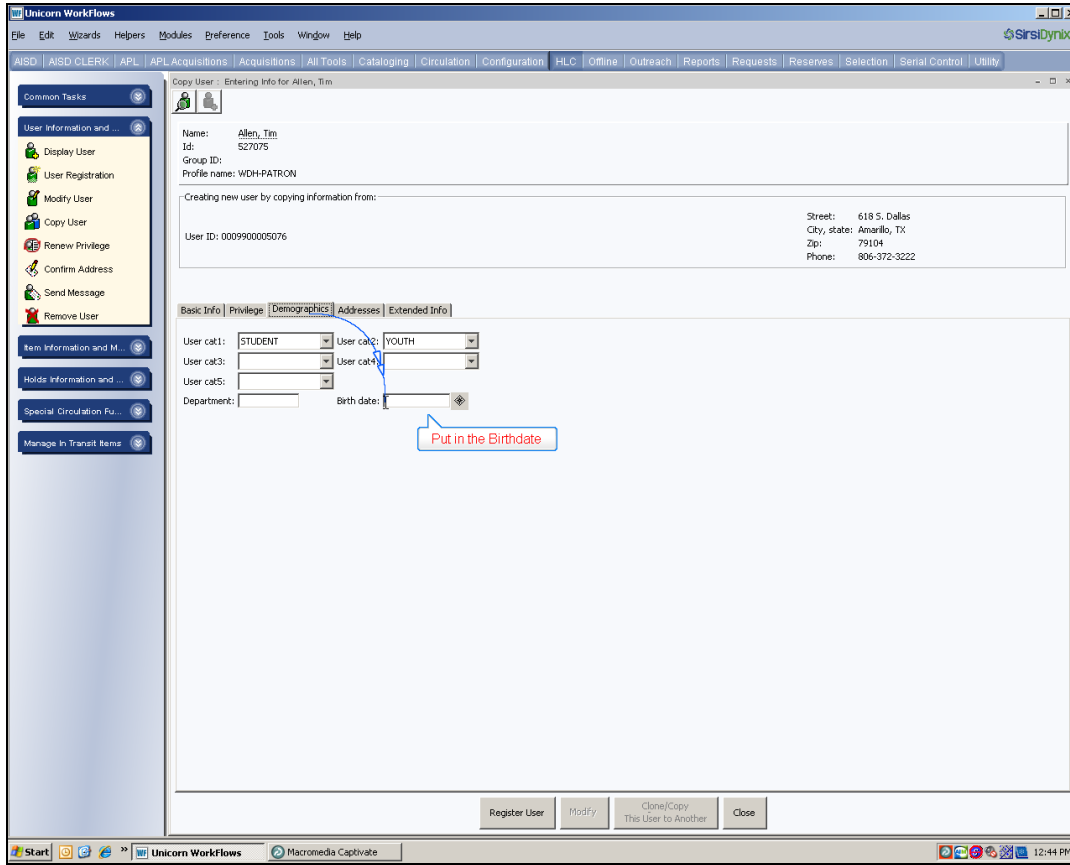 Unicorn WorkFlows
File Edit Wizards Helpers Modules Preference Tools Window Help
SirsiDynix
AISD AISD CLERK APL APL Acquisitions Acquisitions All Tools Cataloging Circulation Configuration HLC Offline Outreach Reports Requests Reserves Selection Serial Control Utility
Common Tasks
User Information and ...
Display User
User Registration
Modify User
Copy User
Renew Privilege
Confirm Address
Send Message
Remove User
Item Information and M...
Holds Information and ...
Special Circulation Fu...
Manage In Transit Items
Copy User : Entering Info for Allen, Tim
Name: Allen, Tim
Id: 527075
Group ID:
Profile name: WDH-PATRON
Creating new user by copying information from:
User ID: 0009900005076
Street: 618 S. Dallas
City, state: Amarillo, TX
Zip: 79104
Phone: 806-372-3222
Basic Info Privilege Demographics Addresses Extended Info
User cat1: STUDENT User cat2: YOUTH
User cat3: User cat4:
User cat5:
Department: Birth date:
Put in the Birthdate
Register User Modify Clone/Copy This User to Another Close
Start » Unicorn WorkFlows Macromedia Captivate 12:44 PM